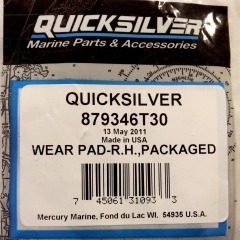 QUICKSILVER
Marine Parts & Accessories
QUICKSILVER
879346T30
13 May 2011
Made in USA
WEAR PAD-R.H.,PACKAGED
7 45061 31093 3
Mercury Marine, Fond du Lac WI. 54935 U.S.A.